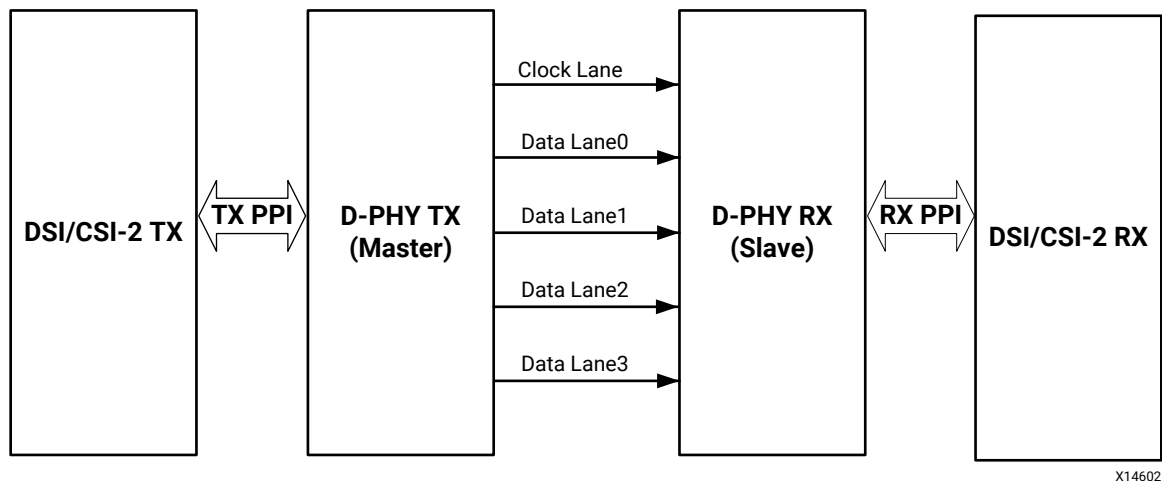 Clock Lane
Data Lane0
DSI/CSI-2 TX
TX PPI
D-PHY TX
(Master)
Data Lane1
D-PHY RX
(Slave)
RX PPI
DSI/CSI-2 RX
Data Lane2
Data Lane3
X14602